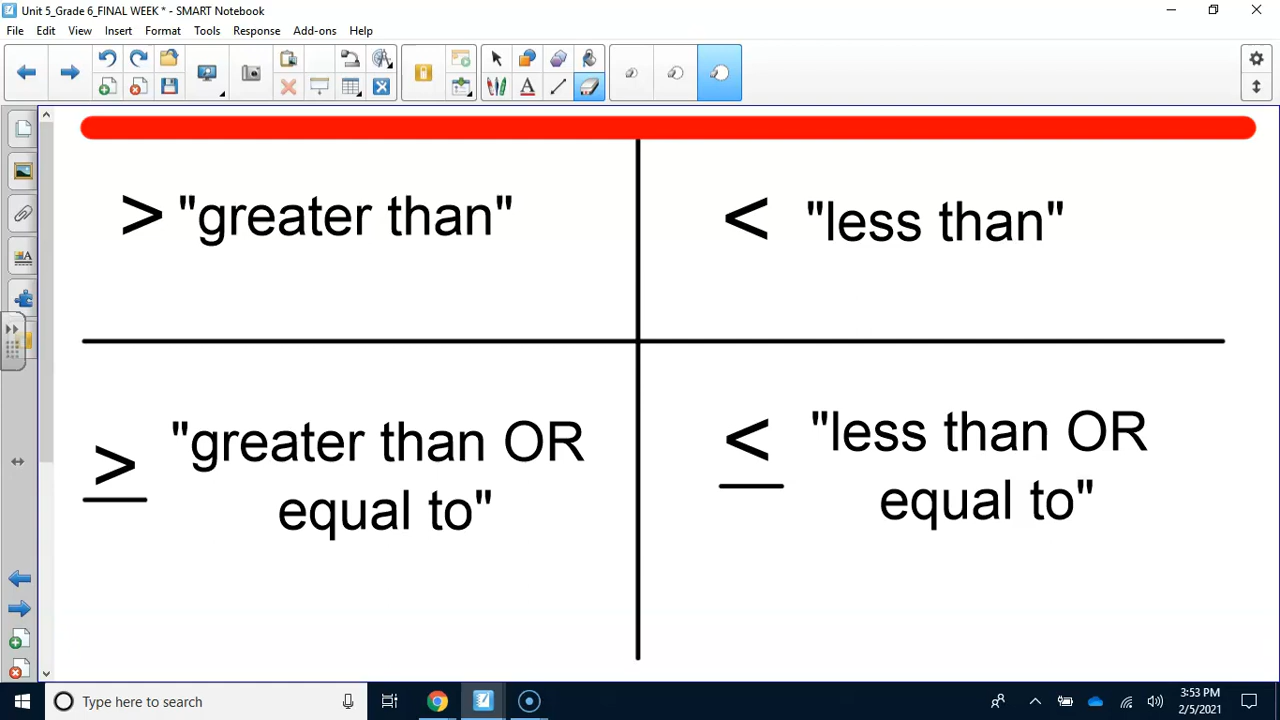 Unit 5_Grade 6_FINAL WEEK * - SMART Notebook
File Edit View Insert Format Tools Response Add-ons Help
> "greater than"
< "less than"
≥ "greater than OR
equal to"
≤ "less than OR
equal to"
Type here to search
3:53 PM
2/5/2021